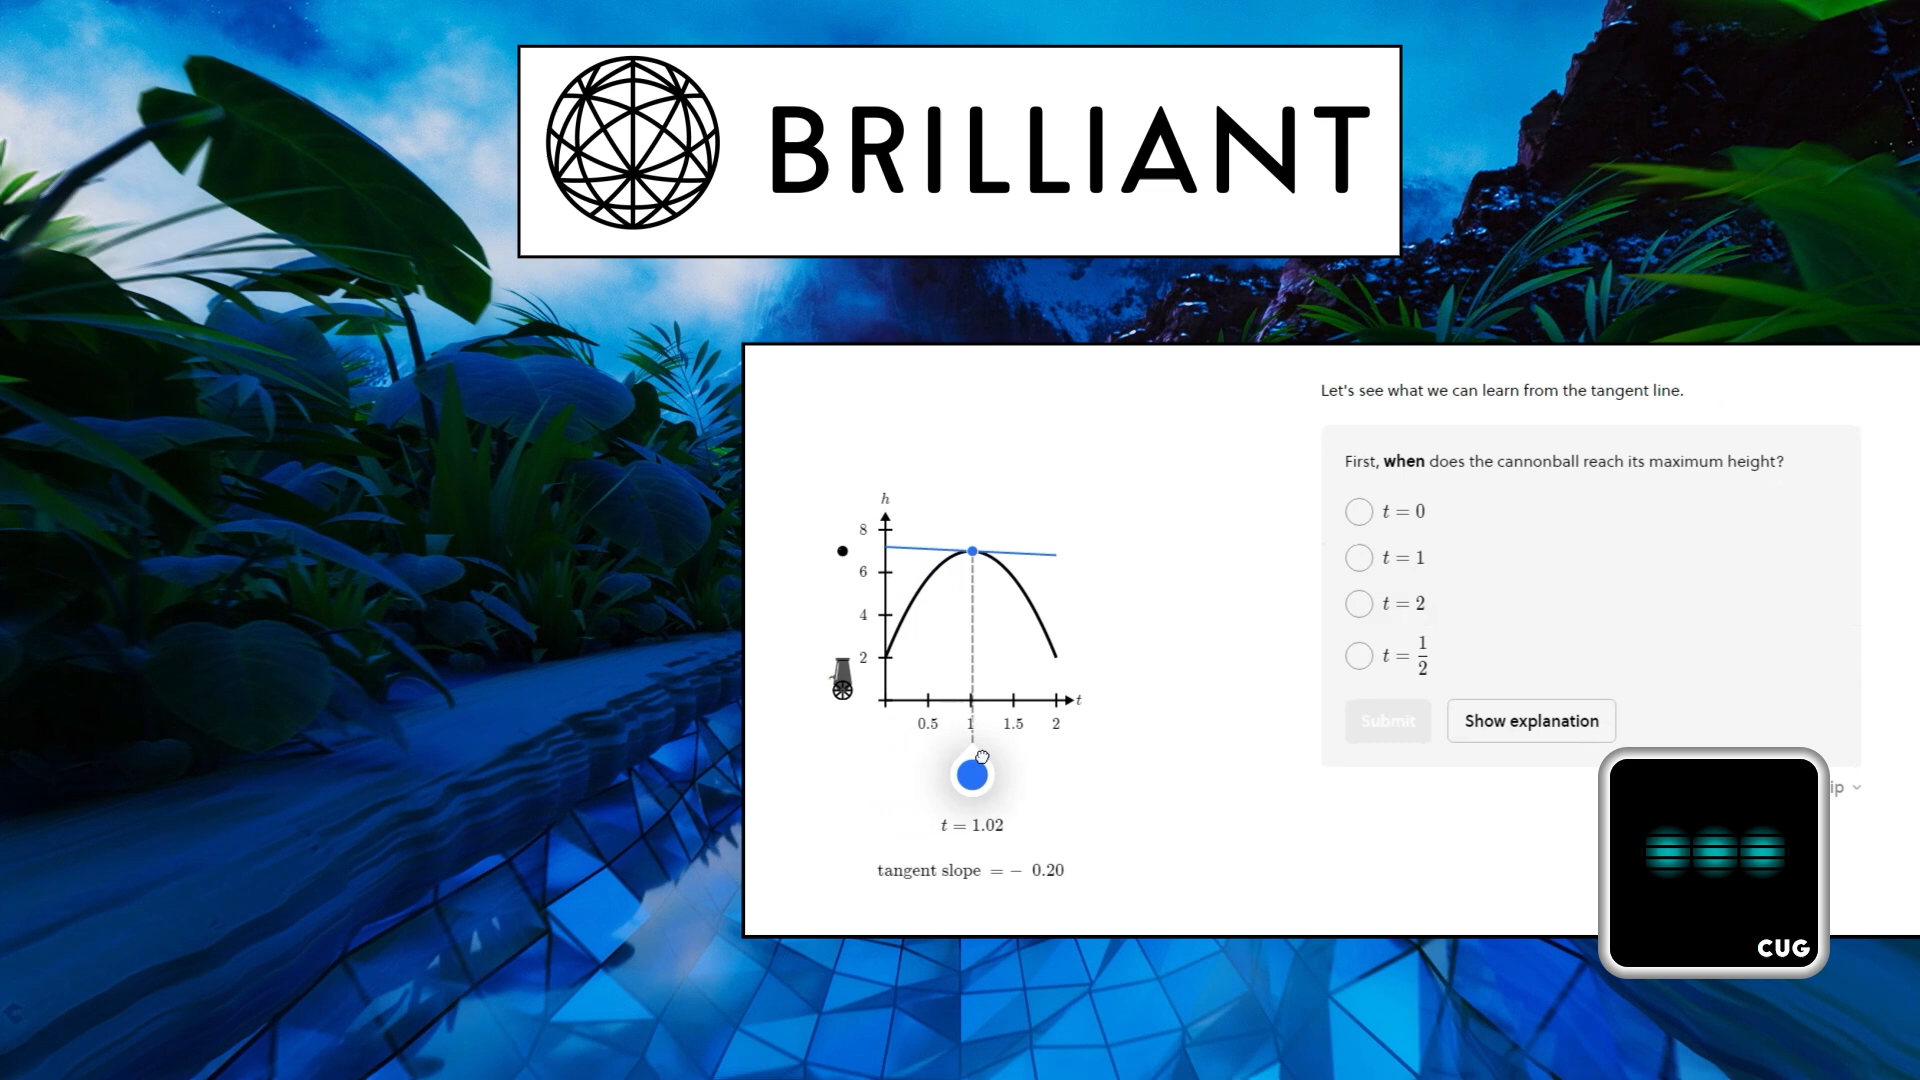 BRILLIANT
Let's see what we can learn from the tangent line.
First, when does the cannonball reach its maximum height?
t = 0
t = 1
t = 2
t = 1/2
Submit
Show explanation
ip
h
8
6
4
2
t
0.5 1 1.5 2
t = 1.02
tangent slope = − 0.20
CUG